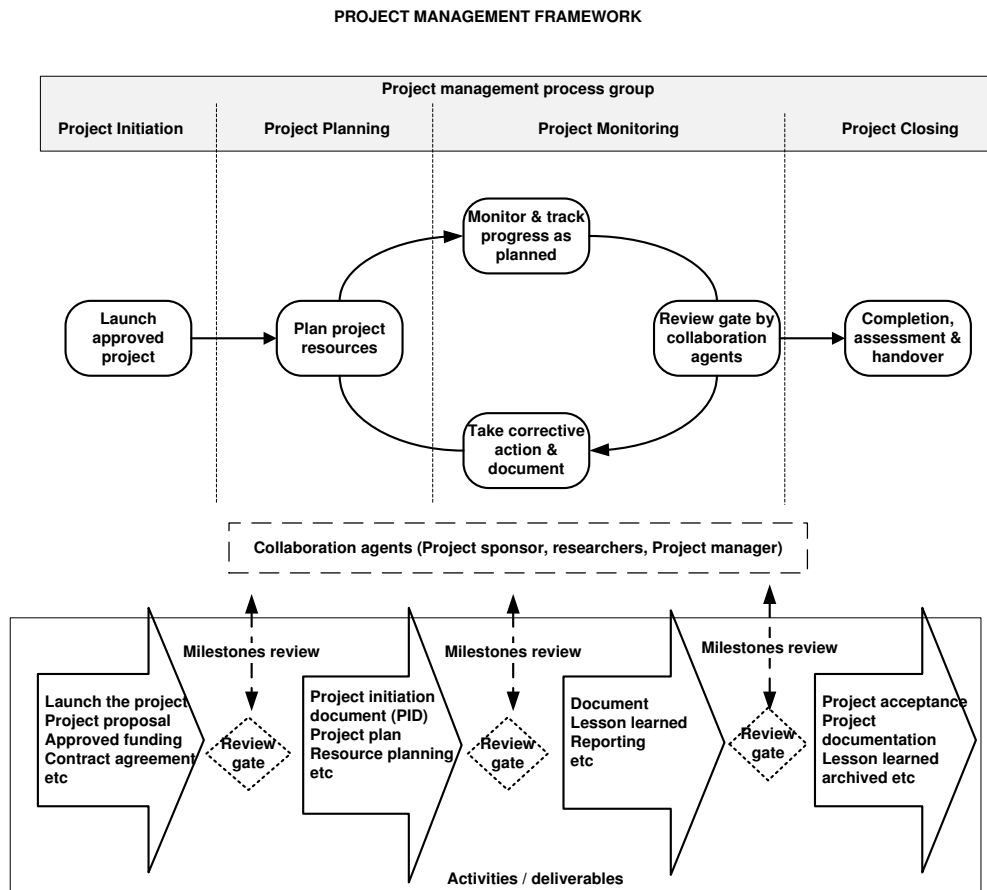 PROJECT MANAGEMENT FRAMEWORK
Project management process group
Project Initiation
Project Planning
Project Monitoring
Project Closing
Monitor & track
progress as
planned
Launch
approved
project
Plan project
resources
Review gate by
collaboration
agents
Completion,
assessment &
handover
Take corrective
action &
document
Collaboration agents (Project sponsor, researchers, Project manager)
Milestones review
Milestones review
Milestones review
Launch the project
Project proposal
Approved funding
Contract agreement
etc
Review
gate
Project initiation
document (PID)
Project plan
Resource planning
etc
Review
gate
Document
Lesson learned
Reporting
etc
Review
gate
Project acceptance
Project
documentation
Lesson learned
archived etc
Activities / deliverables